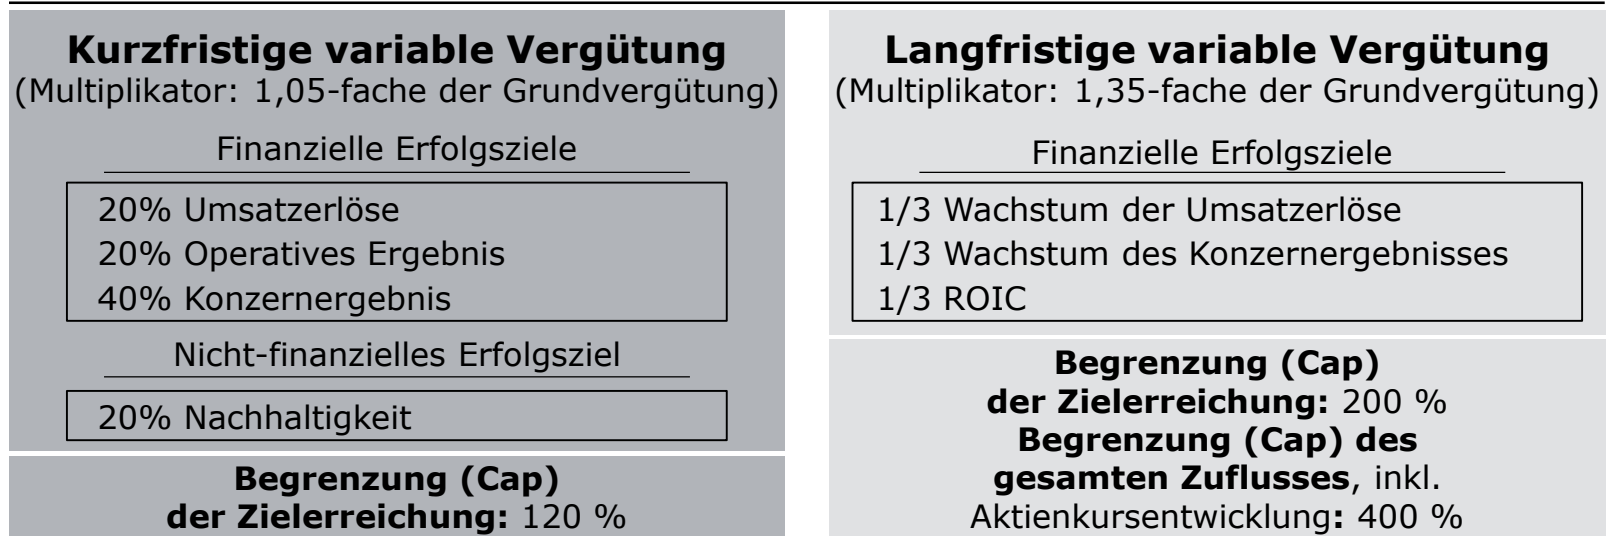 Kurzfristige variable Vergütung
(Multiplikator: 1,05-fache der Grundvergütung)
Finanzielle Erfolgsziele
20% Umsatzerlöse
20% Operatives Ergebnis
40% Konzernergebnis
Nicht-finanzielles Erfolgsziel
20% Nachhaltigkeit
Begrenzung (Cap)
der Zielerreichung: 120 %
Langfristige variable Vergütung
(Multiplikator: 1,35-fache der Grundvergütung)
Finanzielle Erfolgsziele
1/3 Wachstum der Umsatzerlöse
1/3 Wachstum des Konzernergebnisses
1/3 ROIC
Begrenzung (Cap)
der Zielerreichung: 200 %
Begrenzung (Cap) des
gesamten Zuflusses, inkl.
Aktienkursentwicklung: 400 %